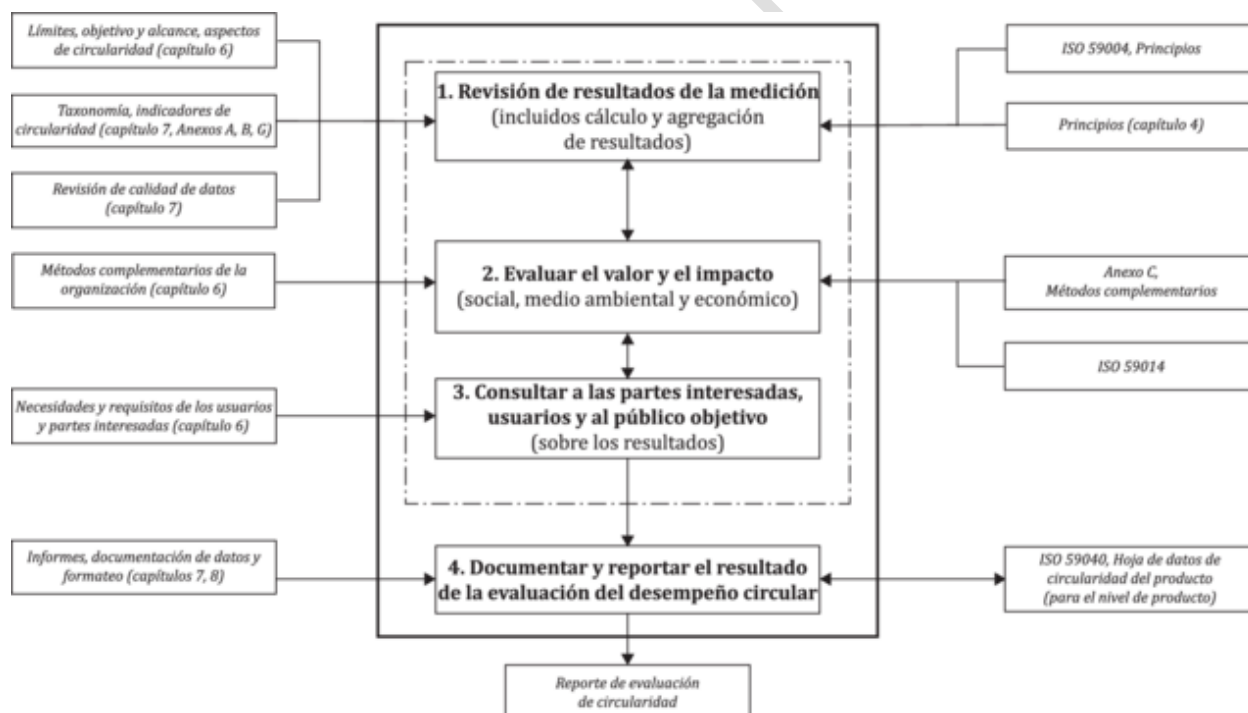 Límites, objetivo y alcance, aspectos
de circularidad (capítulo 6)
Taxonomía, indicadores de
circularidad (capítulo 7, Anexos A, B, G)
Revisión de calidad de datos
(capítulo 7)
Métodos complementarios de la
organización (capítulo 6)
Necesidades y requisitos de los usuarios
y partes interesadas (capítulo 6)
Informes, documentación de datos y
formateo (capítulos 7, 8)
1. Revisión de resultados de la medición
(incluidos cálculo y agregación
de resultados)
2. Evaluar el valor y el impacto
(social, medio ambiental y económico)
3. Consultar a las partes interesadas,
usuarios y al público objetivo
(sobre los resultados)
4. Documentar y reportar el resultado
de la evaluación del desempeño circular
Reporte de evaluación
de circularidad
ISO 59004, Principios
Principios (capítulo 4)
Anexo C,
Métodos complementarios
ISO 59014
ISO 59040, Hoja de datos de
circularidad del producto
(para el nivel de producto)